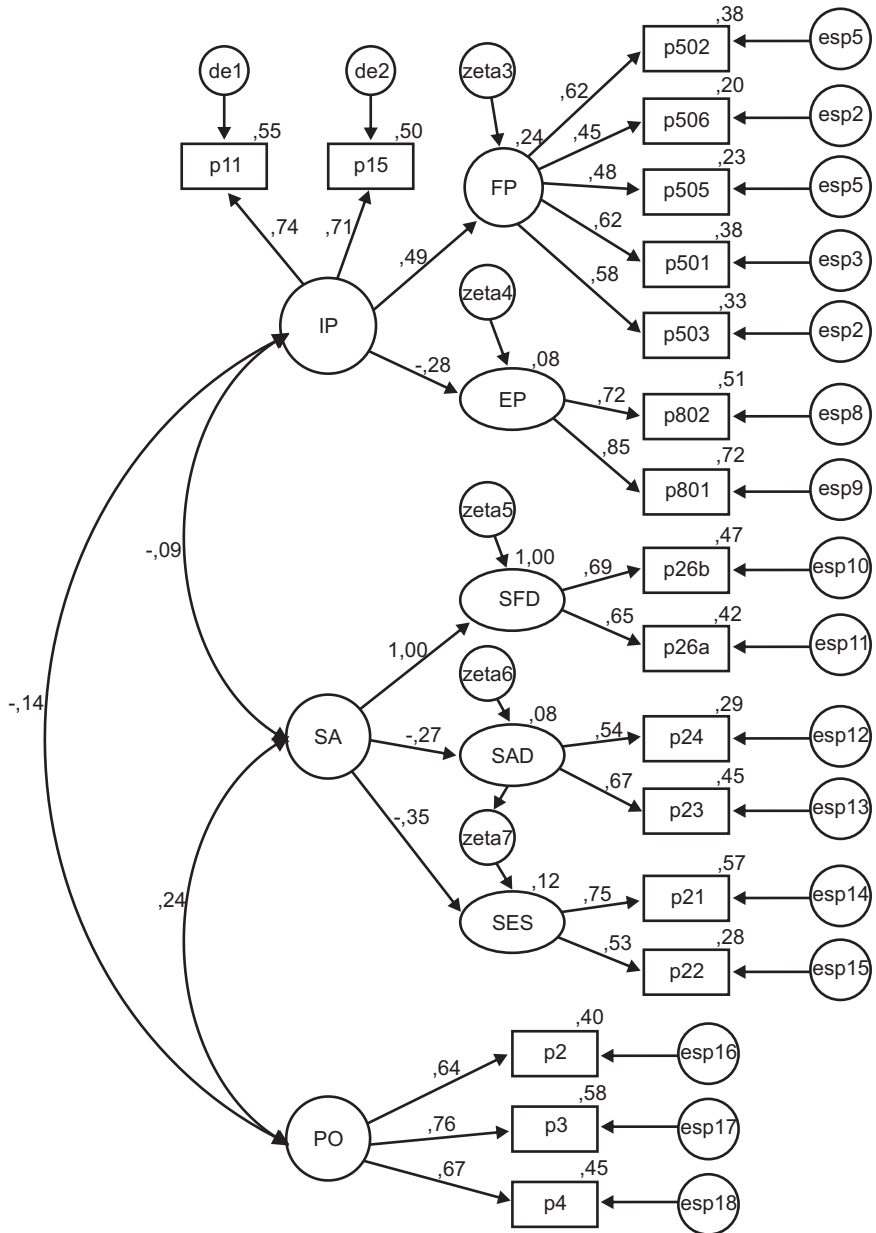 ,38
p502
esp5
de1
de2
zeta3
,62
,20
p506
esp2
,55
,50
,24
,45
p11
p15
FP
,48
,23
p505
esp5
,62
,38
p501
esp3
,74
,71
,49
,58
,33
p503
esp2
zeta4
IP
-,28
,08
EP
,72
,51
p802
esp8
,85
,72
p801
esp9
zeta5
-,09
1,00
SFD
,69
,47
p26b
esp10
,65
,42
p26a
esp11
1,00
zeta6
-,14
SA
-,27
,08
SAD
,54
,29
p24
esp12
,67
,45
p23
esp13
-,35
zeta7
,24
,12
SES
,75
,57
p21
esp14
,53
,28
p22
esp15
,40
,64
p2
esp16
PO
,76
,58
p3
esp17
,67
,45
p4
esp18